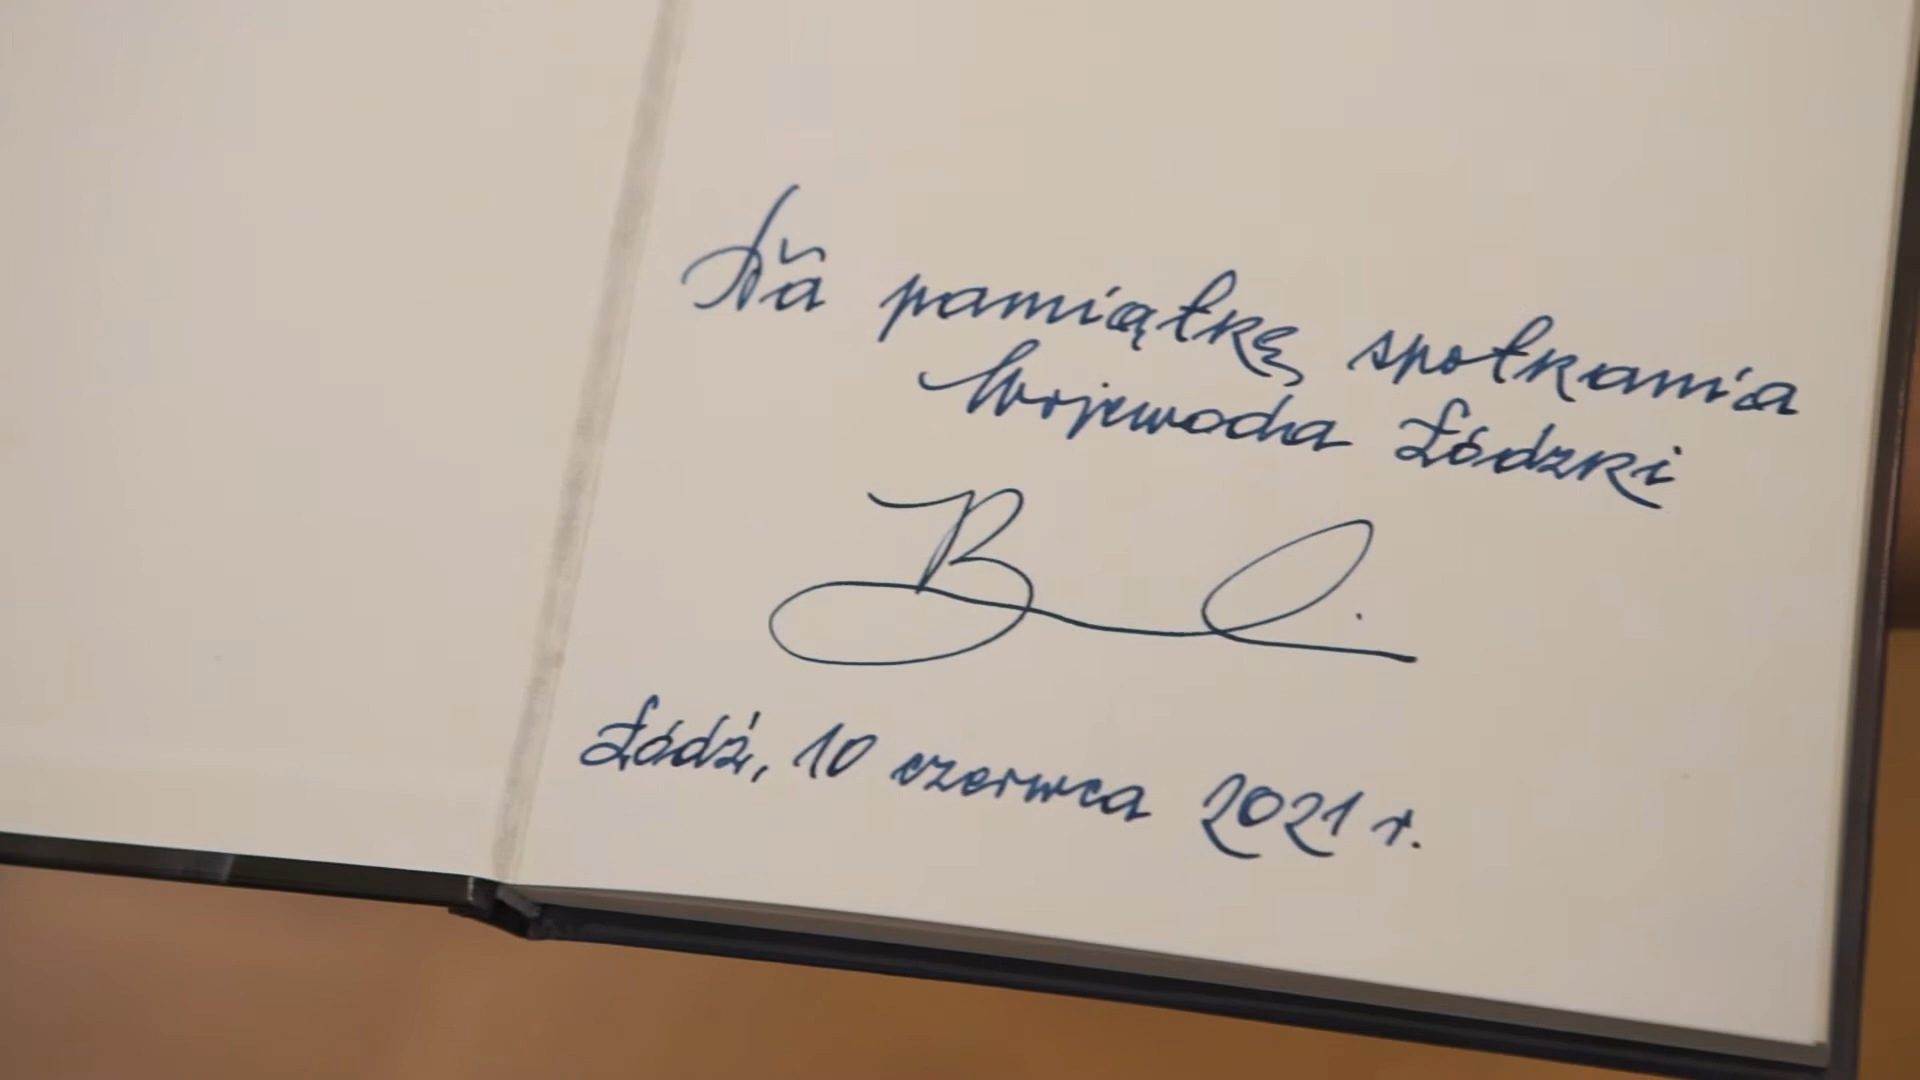 Na pamiątkę spotkania
Wojewoda Łódzki
Łódź, 10 czerwca 2021 r.